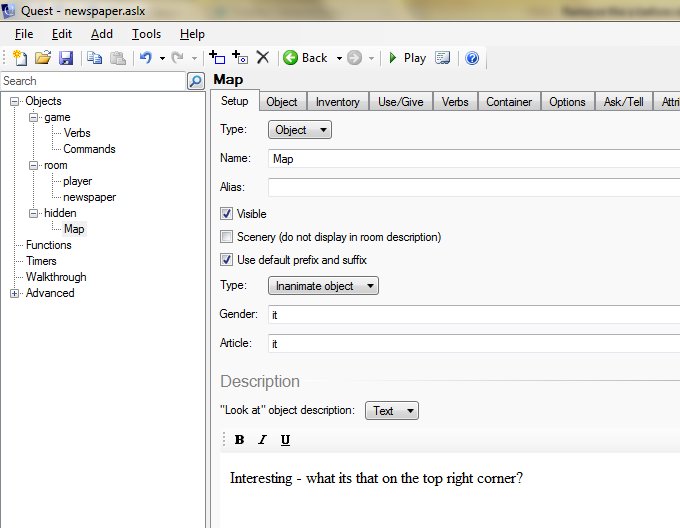 Quest - newspaper.aslx
File Edit Add Tools Help
Back Play
Search
Objects
game
Verbs
Commands
room
player
newspaper
hidden
Map
Functions
Timers
Walkthrough
Advanced
Map
Setup Object Inventory Use/Give Verbs Container Options Ask/Tell Attri
Type: Object
Name: Map
Alias:
Visible
Scenery (do not display in room description)
Use default prefix and suffix
Type: Inanimate object
Gender: it
Article: it
Description
"Look at" object description: Text
B I U
Interesting - what its that on the top right corner?